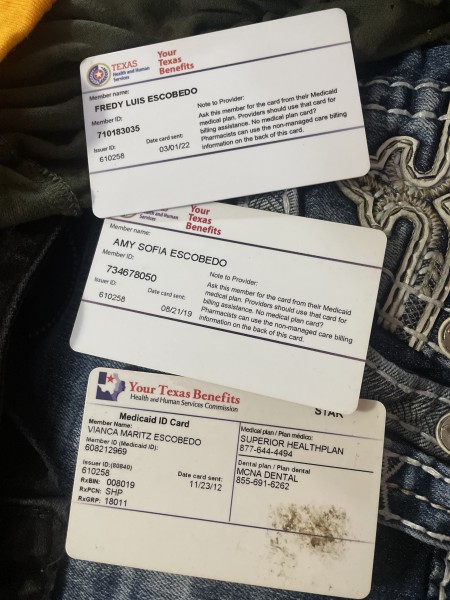 TEXAS
Health and Human
Services
Your
Texas
Benefits
Member name:
FREDY LUIS ESCOBEDO
Member ID:
710183035
Issuer ID:
610258
Date card sent:
03/01/22
Note to Provider:
Ask this member for the card from their Medicaid
medical plan. Providers should use that card for
billing assistance. No medical plan card?
Pharmacists can use the non-managed care billing
information on the back of this card.
Health and Human
Services
Your
Texas
Benefits
Member name:
AMY SOFIA ESCOBEDO
Member ID:
734678050
Issuer ID:
610258
Date card sent:
08/21/19
Note to Provider:
Ask this member for the card from their Medicaid
medical plan. Providers should use that card for
billing assistance. No medical plan card?
Pharmacists can use the non-managed care billing
information on the back of this card.
Your Texas Benefits
Health and Human Services Commission
STAR
Medicaid ID Card
Member Name:
VIANCA MARITZ ESCOBEDO
Member ID (Medicaid ID):
608212969
Issuer ID:(80840)
610258
Date card sent:
11/23/12
RxBIN: 008019
RxPCN: SHP
RxGRP: 18011
Medical plan / Plan médico:
SUPERIOR HEALTHPLAN
877-644-4494
Dental plan / Plan dental
MCNA DENTAL
855-691-6262